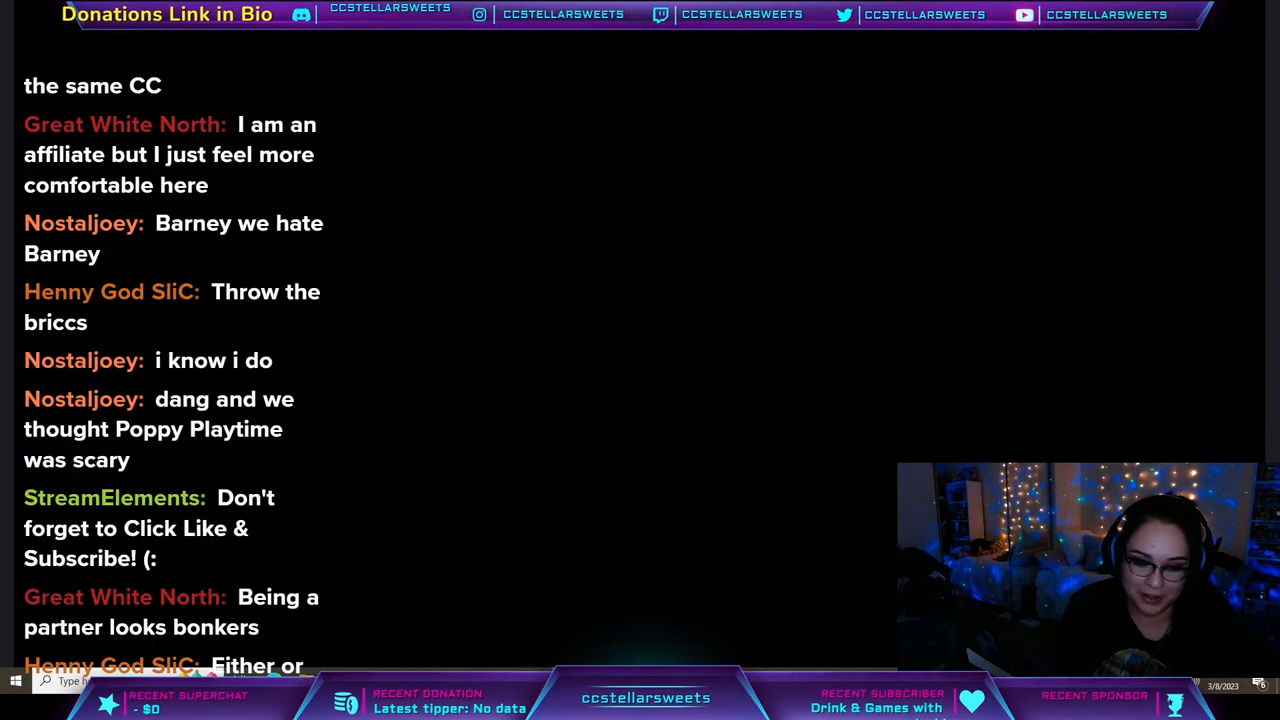 Donations Link in Bio
CCSTELLARSWEETS
CCSTELLARSWEETS
CCSTELLARSWEETS
CCSTELLARSWEETS
CCSTELLARSWEETS
the same CC
Great White North: I am an
affiliate but I just feel more
comfortable here
Nostaljoey: Barney we hate
Barney
Henny God SliC: Throw the
briccs
Nostaljoey: i know i do
Nostaljoey: dang and we
thought Poppy Playtime
was scary
StreamElements: Don't
forget to Click Like &
Subscribe! (:
Great White North: Being a
partner looks bonkers
Henny God SliC: Either or
Type h
3/8/2023
RECENT SUPERCHAT
- $0
RECENT DONATION
Latest tipper: No data
ccstellarsweets
RECENT SUBSCRIBER
Drink & Games with
RECENT SPONSOR